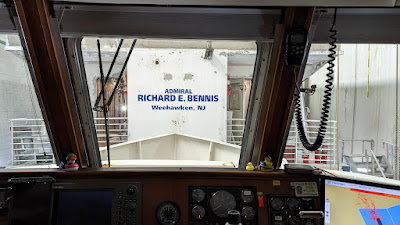 ADMIRAL
RICHARD E. BENNIS
Weehawken, NJ